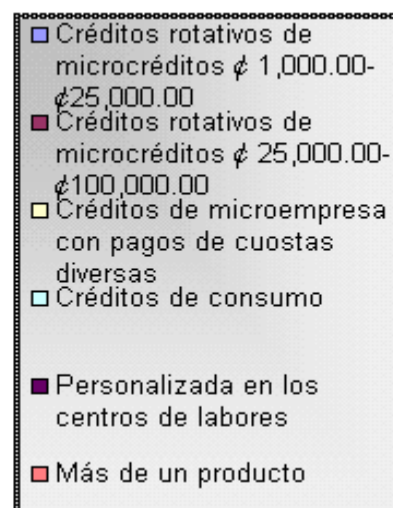 Créditos rotativos de
microcréditos ₡ 1,000.00-
₡25,000.00
Créditos rotativos de
microcréditos ₡ 25,000.00-
₡100,000.00
Créditos de microempresa
con pagos de cuostas
diversas
Créditos de consumo
Personalizada en los
centros de labores
Más de un producto